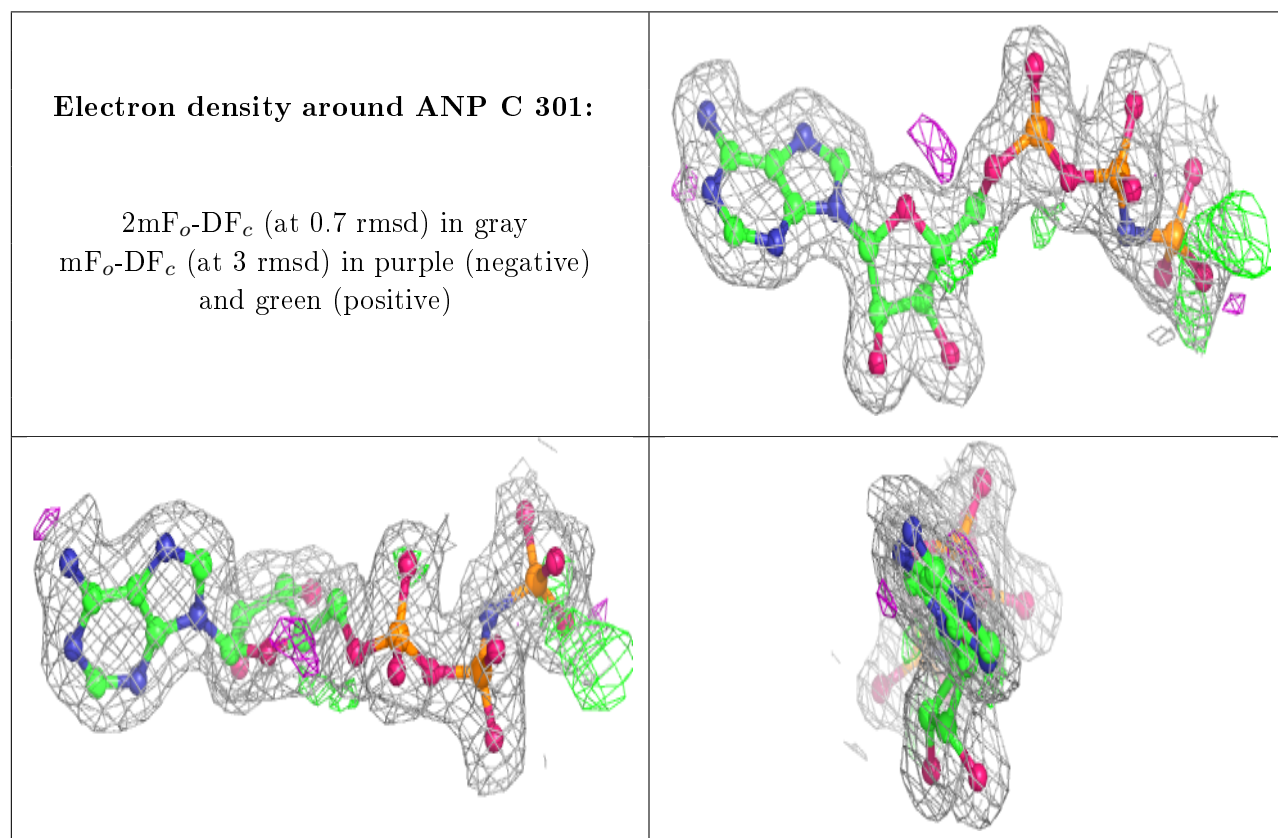 Electron density around ANP C 301:
2mFₒ-DF𝑐 (at 0.7 rmsd) in gray
mFₒ-DF𝑐 (at 3 rmsd) in purple (negative)
and green (positive)